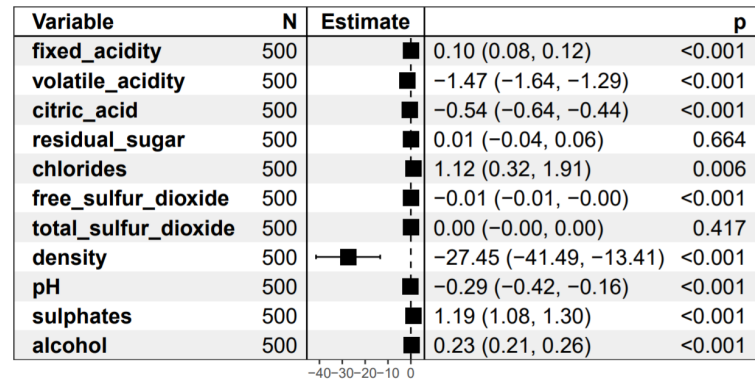 Variable N Estimate p
fixed_acidity 500 0.10 (0.08, 0.12) <0.001
volatile_acidity 500 −1.47 (−1.64, −1.29) <0.001
citric_acid 500 −0.54 (−0.64, −0.44) <0.001
residual_sugar 500 0.01 (−0.04, 0.06) 0.664
chlorides 500 1.12 (0.32, 1.91) 0.006
free_sulfur_dioxide 500 −0.01 (−0.01, −0.00) <0.001
total_sulfur_dioxide 500 0.00 (−0.00, 0.00) 0.417
density 500 −27.45 (−41.49, −13.41) <0.001
pH 500 −0.29 (−0.42, −0.16) <0.001
sulphates 500 1.19 (1.08, 1.30) <0.001
alcohol 500 0.23 (0.21, 0.26) <0.001
−40 −30 −20 −10 0